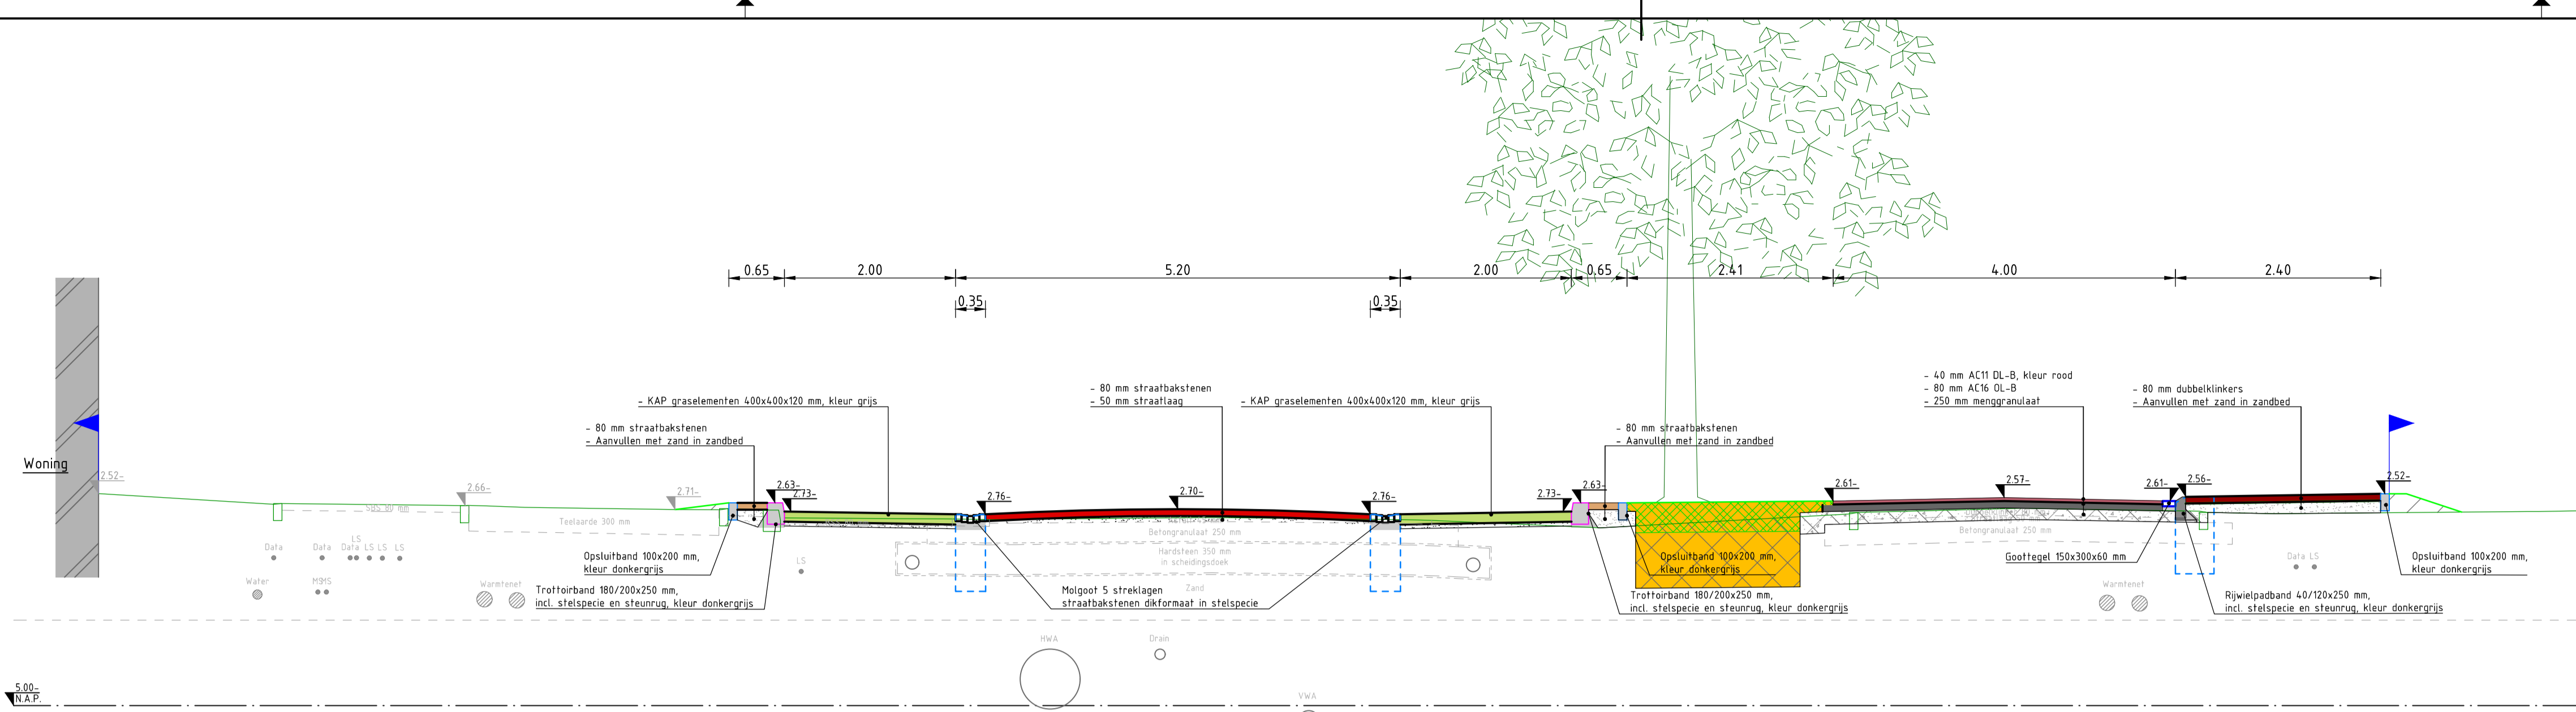 0.65
2.00
5.20
2.00
0.65
2.41
4.00
2.40
0.35
0.35
- 40 mm AC11 DL-B, kleur rood
- 80 mm AC16 OL-B
- 250 mm menggranulaat
- 80 mm dubbelklinkers
- Aanvullen met zand in zandbed
- 80 mm straatbakstenen
- 50 mm straatlaag
- KAP graselementen 400x400x120 mm, kleur grijs
- KAP graselementen 400x400x120 mm, kleur grijs
- 80 mm straatbakstenen
- Aanvullen met zand in zandbed
- 80 mm straatbakstenen
- Aanvullen met zand in zandbed
Woning
2.52-
2.66-
2.71-
2.63-
2.73-
2.76-
2.70-
2.76-
2.73-
2.63-
2.61-
2.57-
2.61-
2.56-
2.52-
Teelaarde 300 mm
Betongranulaat 250 mm
Betongranulaat 250 mm
Hardsteen 350 mm
in scheidingsdoek
Zand
Data
Data
LS
Data
LS
LS
LS
Water
MS
MS
Warmtenet
LS
Opsluitband 100x200 mm,
kleur donkergrijs
Trottoirband 180/200x250 mm,
incl. stelspecie en steunrug, kleur donkergrijs
Molgoot 5 streklagen
straatbakstenen dikformaat in stelspecie
Opsluitband 100x200 mm,
kleur donkergrijs
Trottoirband 180/200x250 mm,
incl. stelspecie en steunrug, kleur donkergrijs
Goottegel 150x300x60 mm
Data
LS
Warmtenet
Opsluitband 100x200 mm,
kleur donkergrijs
Rijwielpadband 40/120x250 mm,
incl. stelspecie en steunrug, kleur donkergrijs
HWA
Drain
VWA
5.00-
N.A.P.